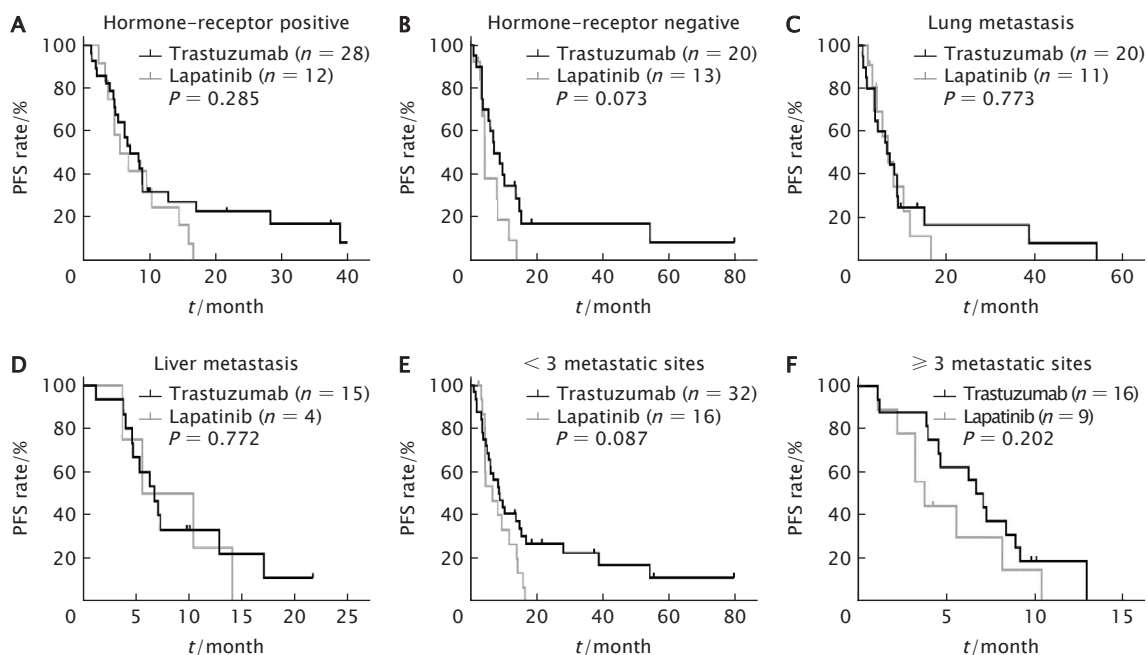 A Hormone-receptor positive
Trastuzumab (n = 28)
Lapatinib (n = 12)
P = 0.285
PFS rate/%
100
80
60
40
20
0 10 20 30 40
t/month
B Hormone-receptor negative
Trastuzumab (n = 20)
Lapatinib (n = 13)
P = 0.073
PFS rate/%
100
80
60
40
20
0 20 40 60 80
t/month
C Lung metastasis
Trastuzumab (n = 20)
Lapatinib (n = 11)
P = 0.773
PFS rate/%
100
80
60
40
20
0 20 40 60
t/month
D Liver metastasis
Trastuzumab (n = 15)
Lapatinib (n = 4)
P = 0.772
PFS rate/%
100
80
60
40
20
0 5 10 15 20 25
t/month
E < 3 metastatic sites
Trastuzumab (n = 32)
Lapatinib (n = 16)
P = 0.087
PFS rate/%
100
80
60
40
20
0 20 40 60 80
t/month
F ⩾ 3 metastatic sites
Trastuzumab (n = 16)
Lapatinib (n = 9)
P = 0.202
PFS rate/%
100
80
60
40
20
0 5 10 15
t/month